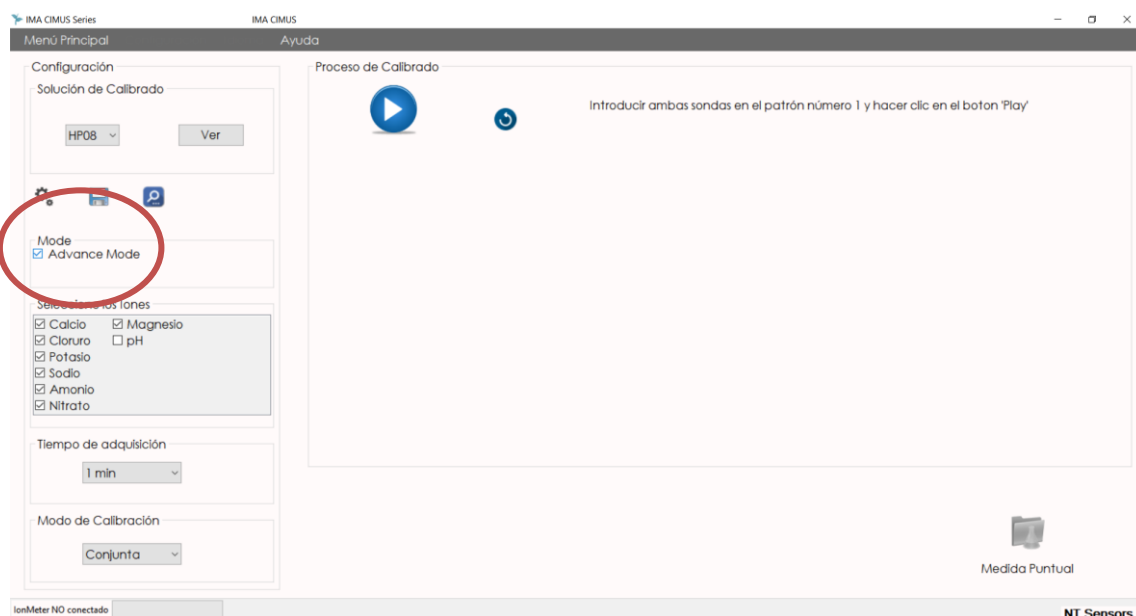 IMA CIMUS Series IMA CIMUS
Menú Principal Ayuda
Configuración
Solución de Calibrado
HP08 Ver
Mode
Advance Mode
Seleccione los Iones
Calcio Magnesio
Cloruro pH
Potasio
Sodio
Amonio
Nitrato
Tiempo de adquisición
1 min
Modo de Calibración
Conjunta
Proceso de Calibrado
Introducir ambas sondas en el patrón número 1 y hacer clic en el boton 'Play'
Medida Puntual
IonMeter NO conectado
NT Sensors